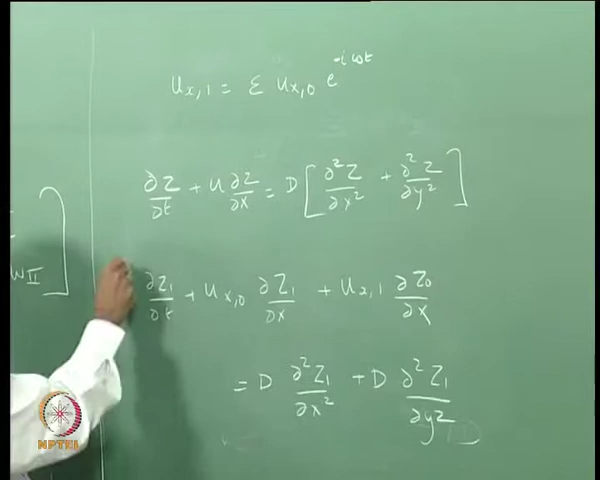 u_{x,1} = ε u_{x,0} e^{-iωt}
∂Z/∂t + u ∂Z/∂x = D [ ∂²Z/∂x² + ∂²Z/∂y² ]
∂Z₁/∂t + u_{x,0} ∂Z₁/∂x + u_{x,1} ∂Z₀/∂x
WII ]
= D ∂²Z₁/∂x² + D ∂²Z₁/∂y²
NPTEL